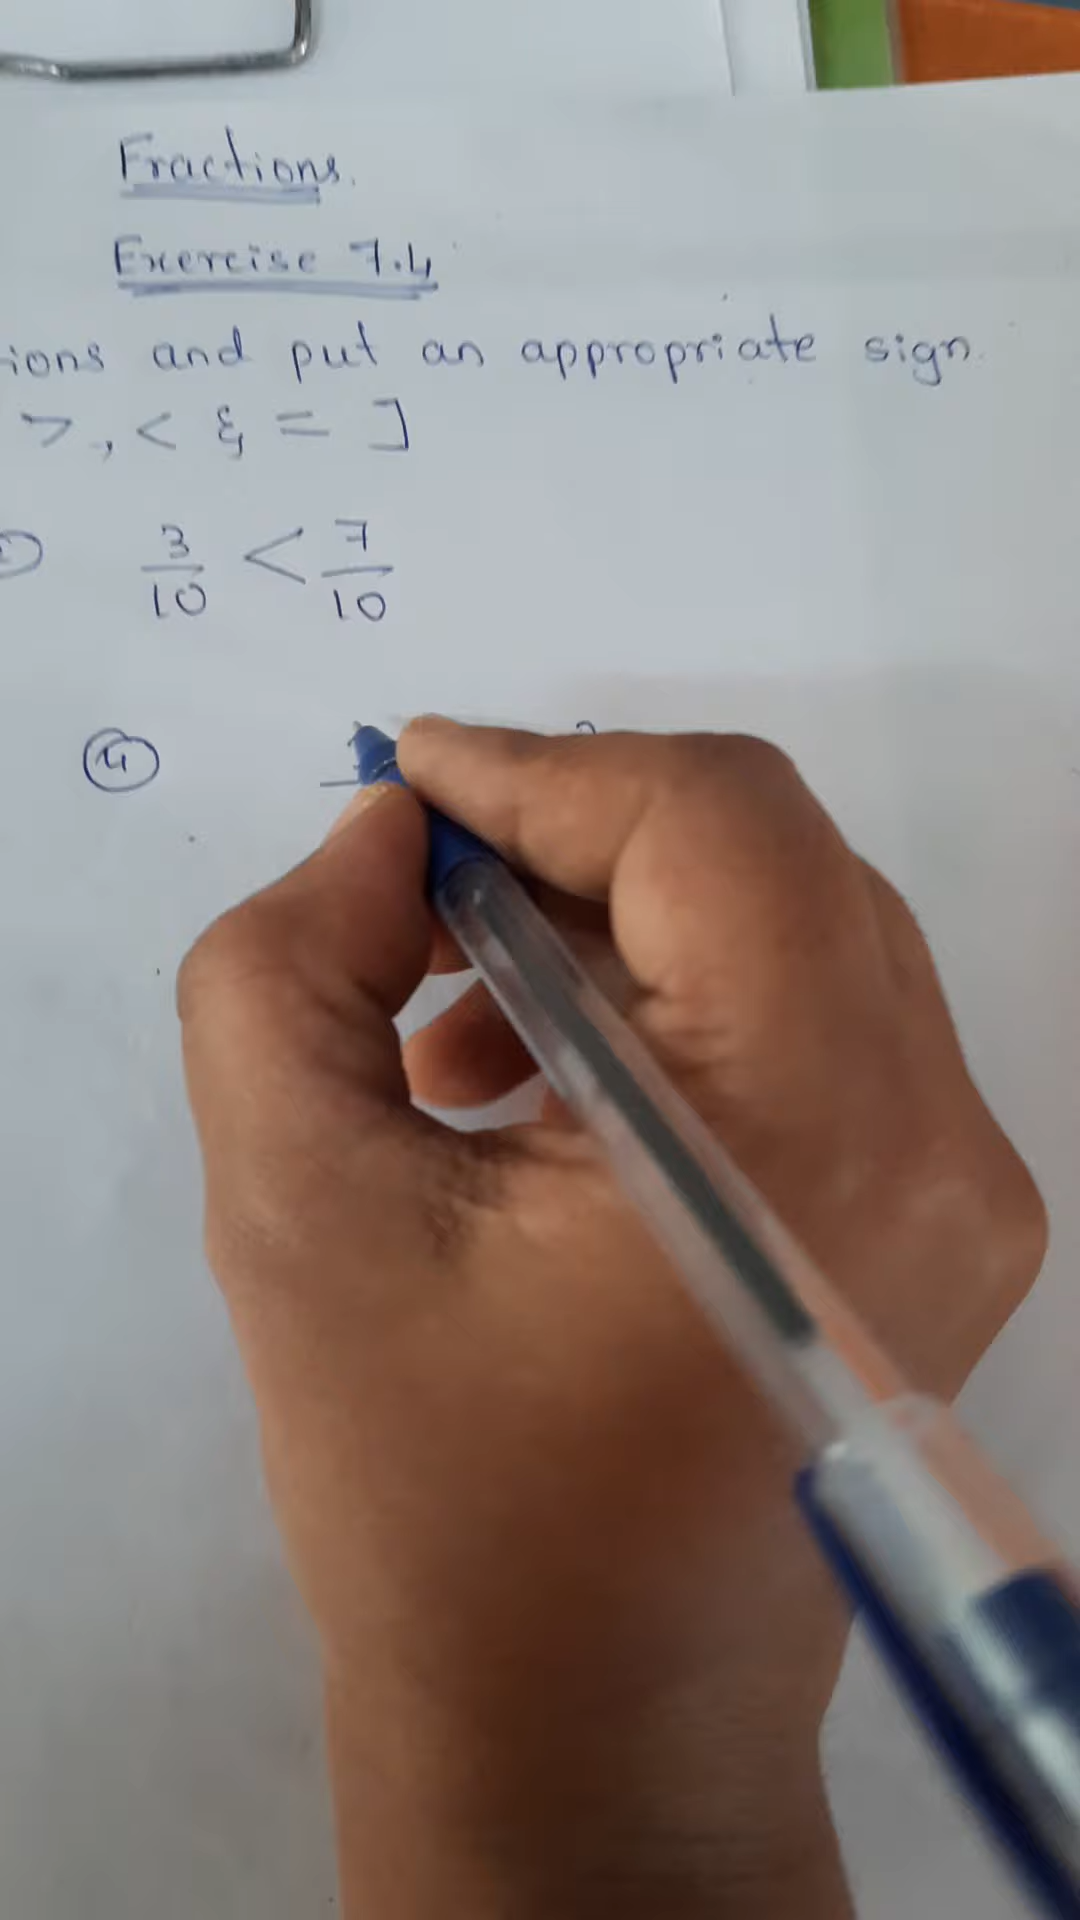 Fractions.
Exercise 7.4
ions and put an appropriate sign.
>, < & = ]
3/10 < 7/10
④